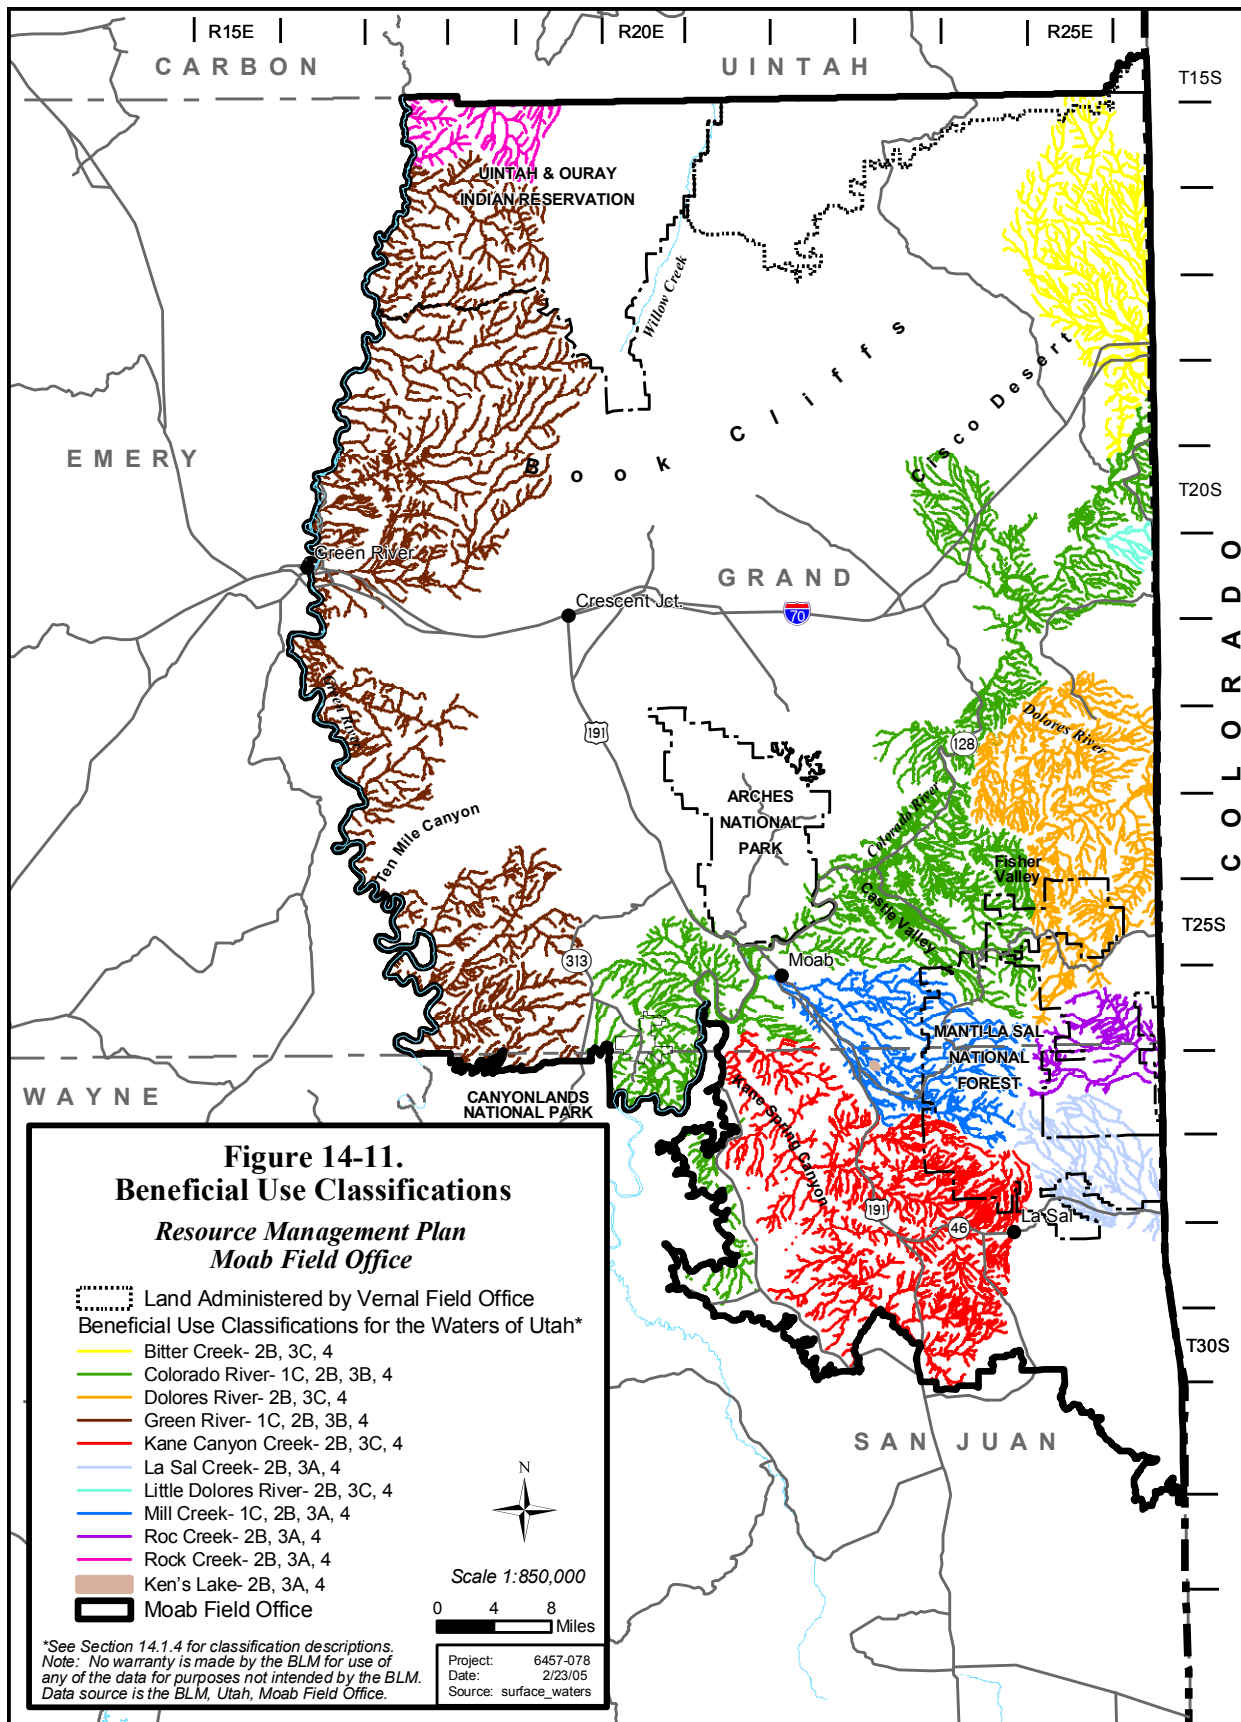 R15E
R20E
R25E
CARBON
UINTAH
T15S
UINTAH & OURAY
INDIAN RESERVATION
Willow Creek
Book Cliffs
Cisco Desert
EMERY
T20S
Green River
GRAND
Crescent Jct.
70
COLORADO
Green River
191
Dolores River
128
ARCHES
NATIONAL
PARK
Colorado River
Ten Mile Canyon
Fisher
Valley
Castle Valley
T25S
313
Moab
MANTI-LA SAL
NATIONAL
FOREST
WAYNE
CANYONLANDS
NATIONAL PARK
Kane Spring Canyon
191
46
La Sal
T30S
SAN JUAN
Figure 14-11.
Beneficial Use Classifications
Resource Management Plan
Moab Field Office
Land Administered by Vernal Field Office
Beneficial Use Classifications for the Waters of Utah*
Bitter Creek- 2B, 3C, 4
Colorado River- 1C, 2B, 3B, 4
Dolores River- 2B, 3C, 4
Green River- 1C, 2B, 3B, 4
Kane Canyon Creek- 2B, 3C, 4
La Sal Creek- 2B, 3A, 4
Little Dolores River- 2B, 3C, 4
Mill Creek- 1C, 2B, 3A, 4
Roc Creek- 2B, 3A, 4
Rock Creek- 2B, 3A, 4
Ken's Lake- 2B, 3A, 4
Moab Field Office
N
Scale 1:850,000
0 4 8
Miles
*See Section 14.1.4 for classification descriptions.
Note: No warranty is made by the BLM for use of
any of the data for purposes not intended by the BLM.
Data source is the BLM, Utah, Moab Field Office.
Project: 6457-078
Date: 2/23/05
Source: surface_waters